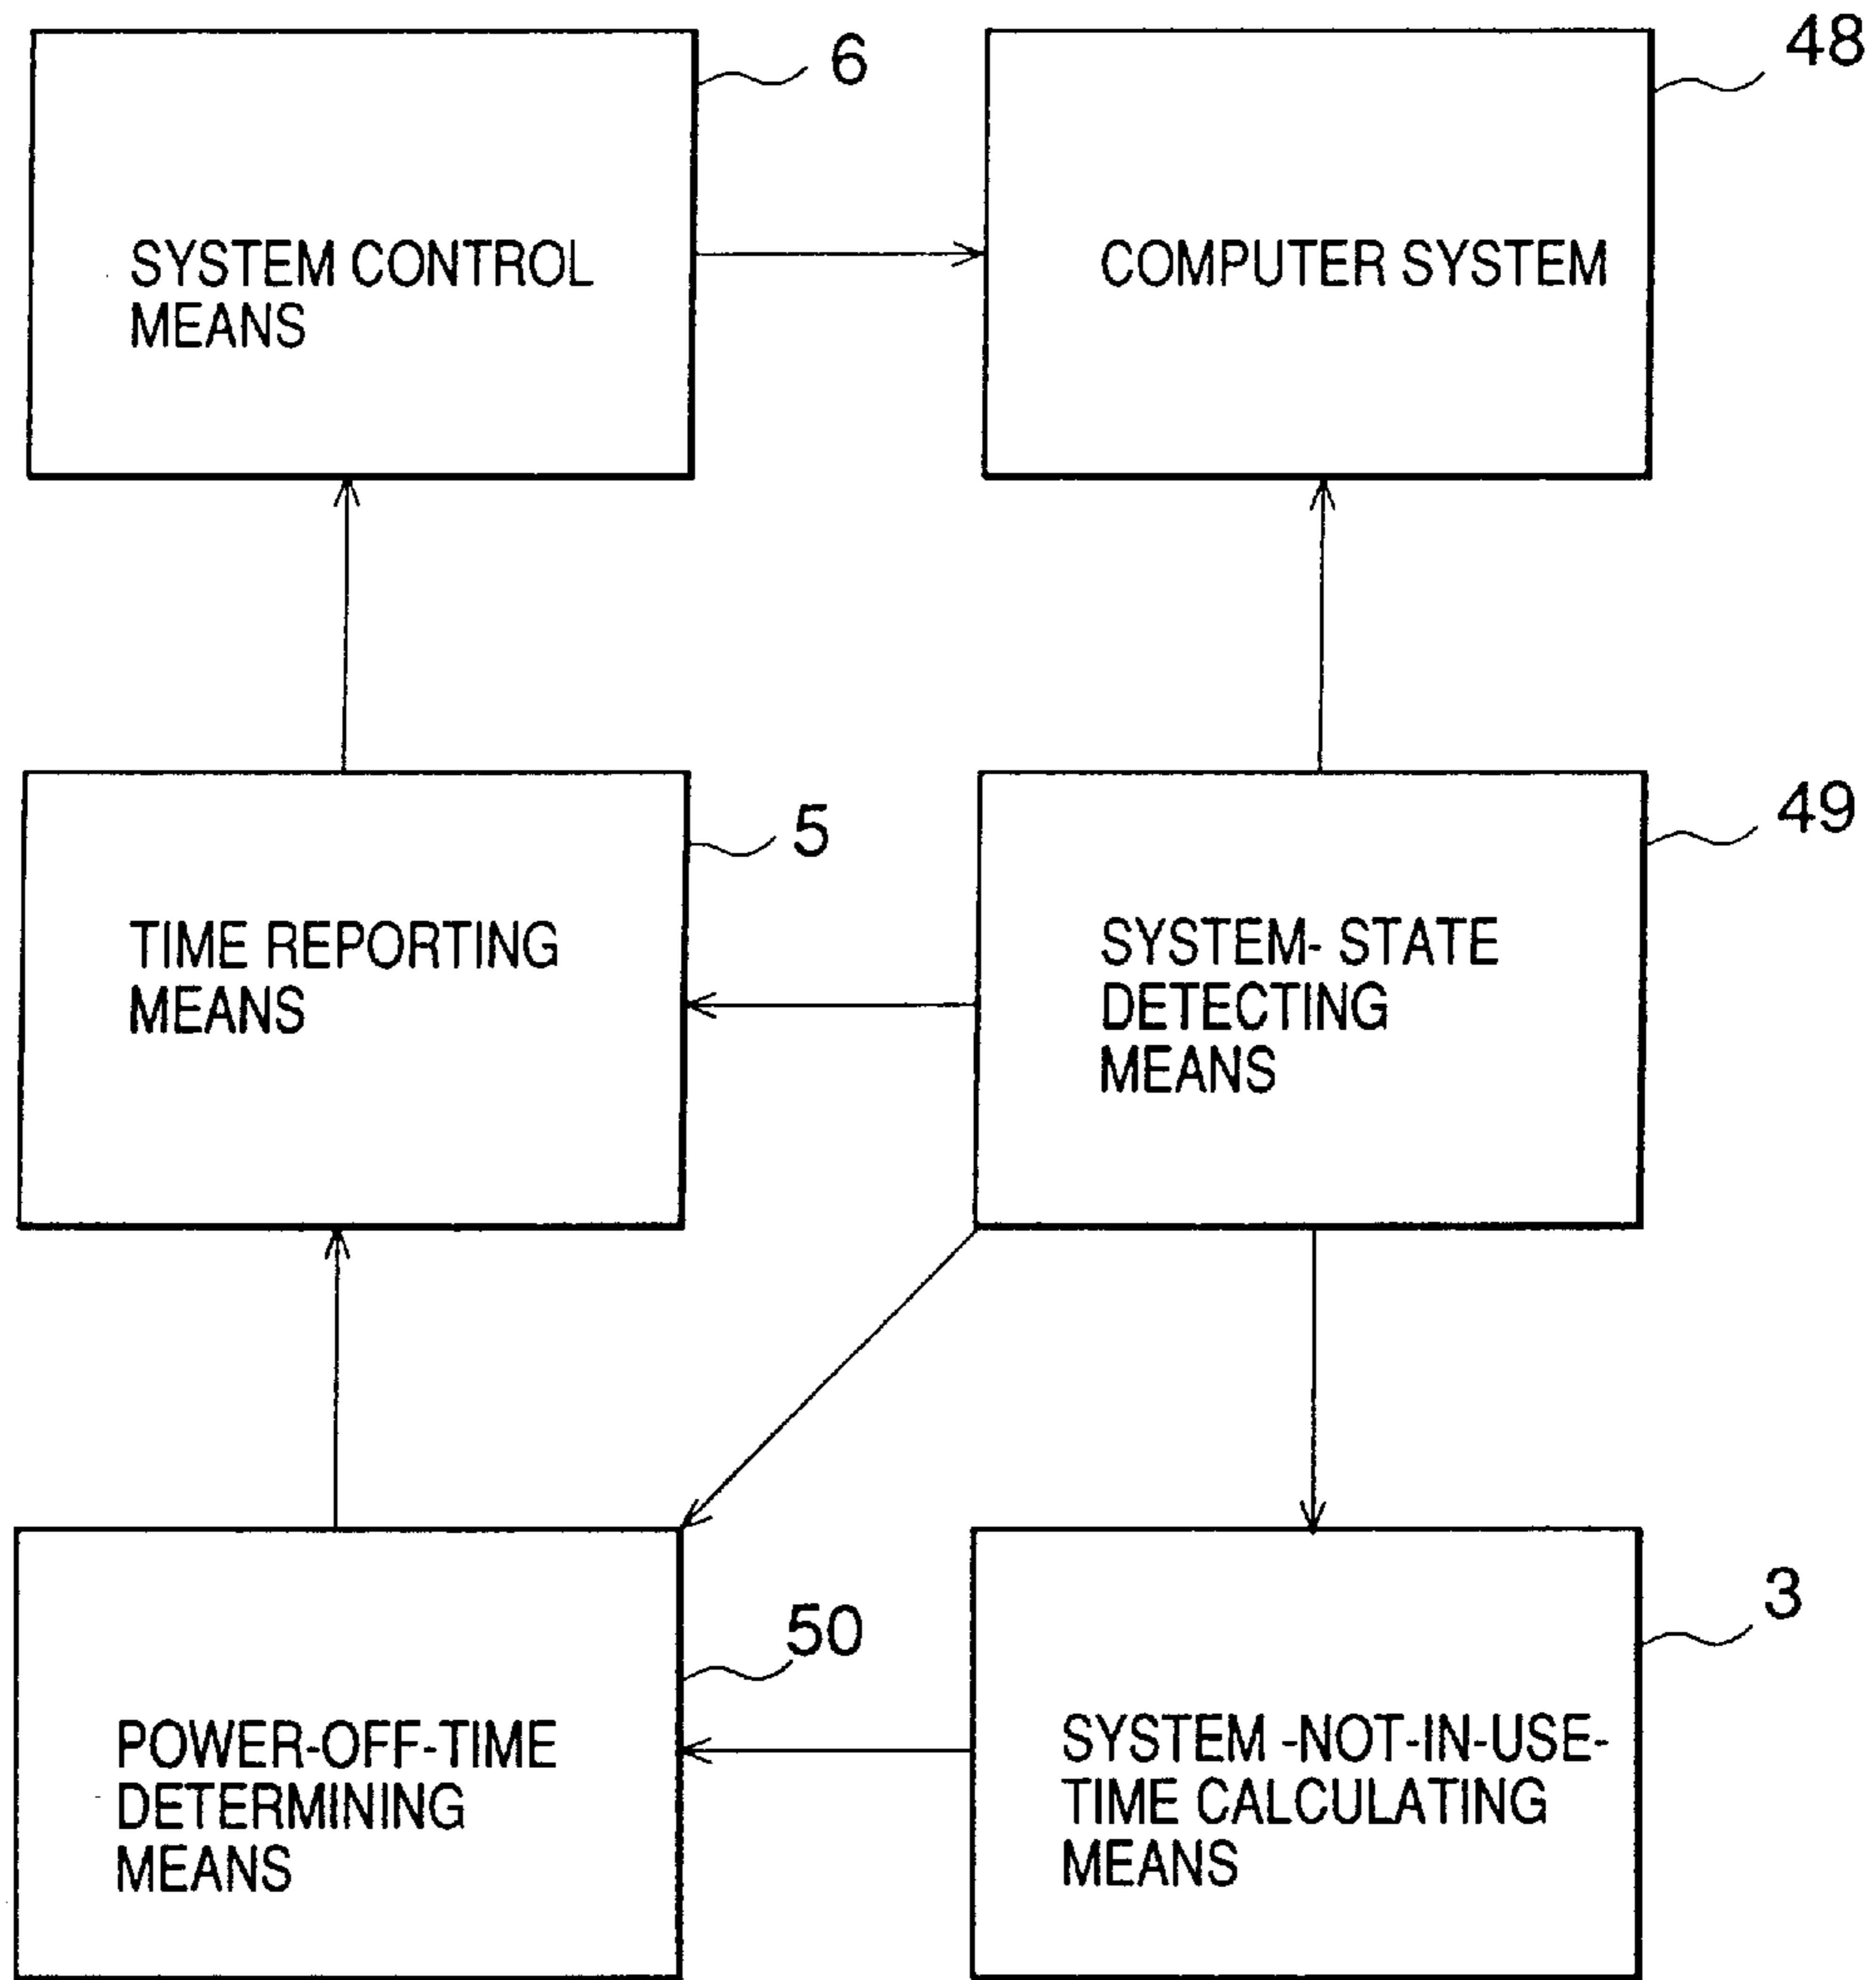 6
48
SYSTEM CONTROL
MEANS
COMPUTER SYSTEM
5
49
TIME REPORTING
MEANS
SYSTEM- STATE
DETECTING
MEANS
50
3
POWER-OFF-TIME
DETERMINING
MEANS
SYSTEM -NOT-IN-USE-
TIME CALCULATING
MEANS